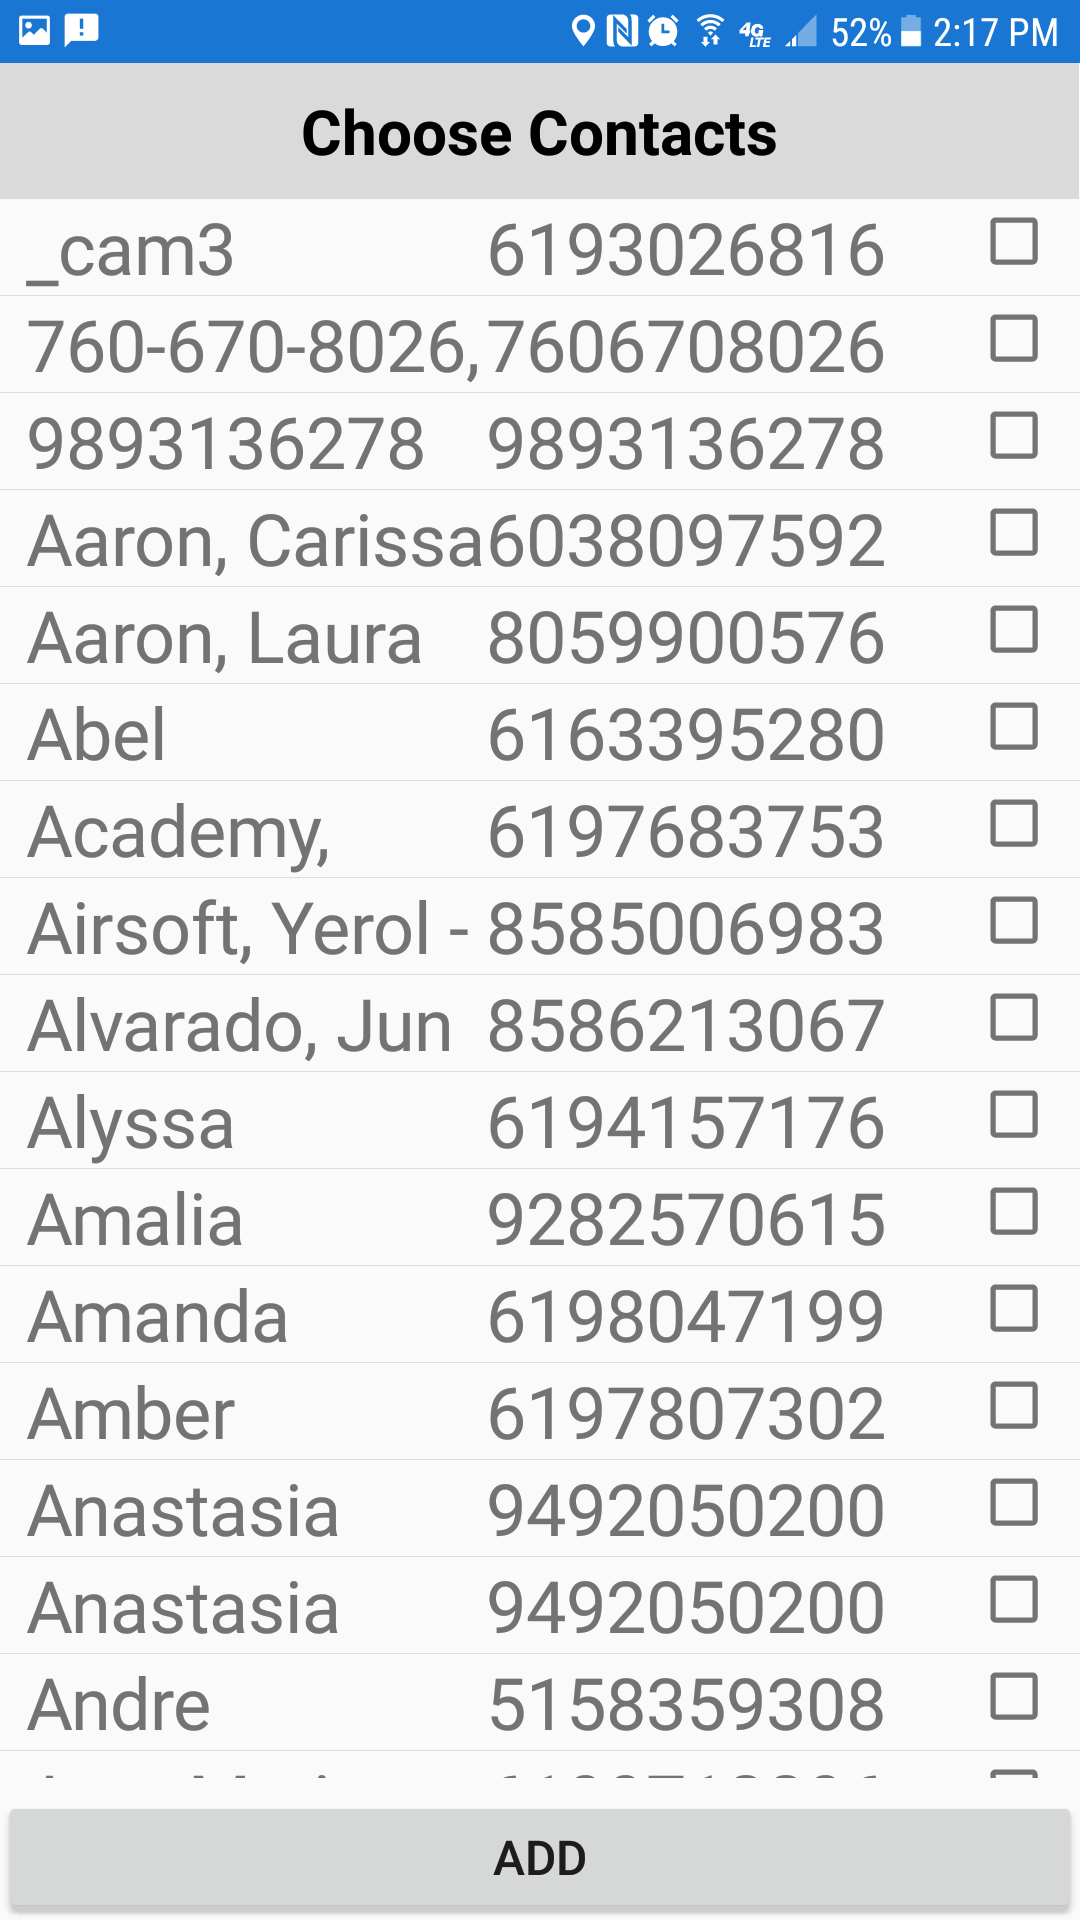 4G LTE 52% 2:17 PM
Choose Contacts
_cam3 6193026816
760-670-8026, 7606708026
9893136278 9893136278
Aaron, Carissa 6038097592
Aaron, Laura 8059900576
Abel 6163395280
Academy, 6197683753
Airsoft, Yerol - 8585006983
Alvarado, Jun 8586213067
Alyssa 6194157176
Amalia 9282570615
Amanda 6198047199
Amber 6197807302
Anastasia 9492050200
Anastasia 9492050200
Andre 5158359308
ADD